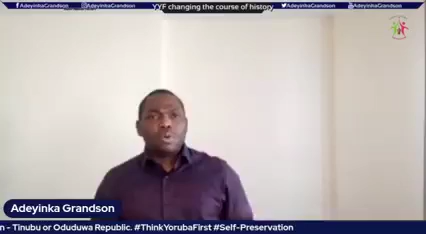 AdeyinkaGrandson AdeyinkaGrandson YYF changing the course of history AdeyinkaGrandson AdeyinkaGrandson
Adeyinka Grandson
n - Tinubu or Oduduwa Republic. #ThinkYorubaFirst #Self-Preservation